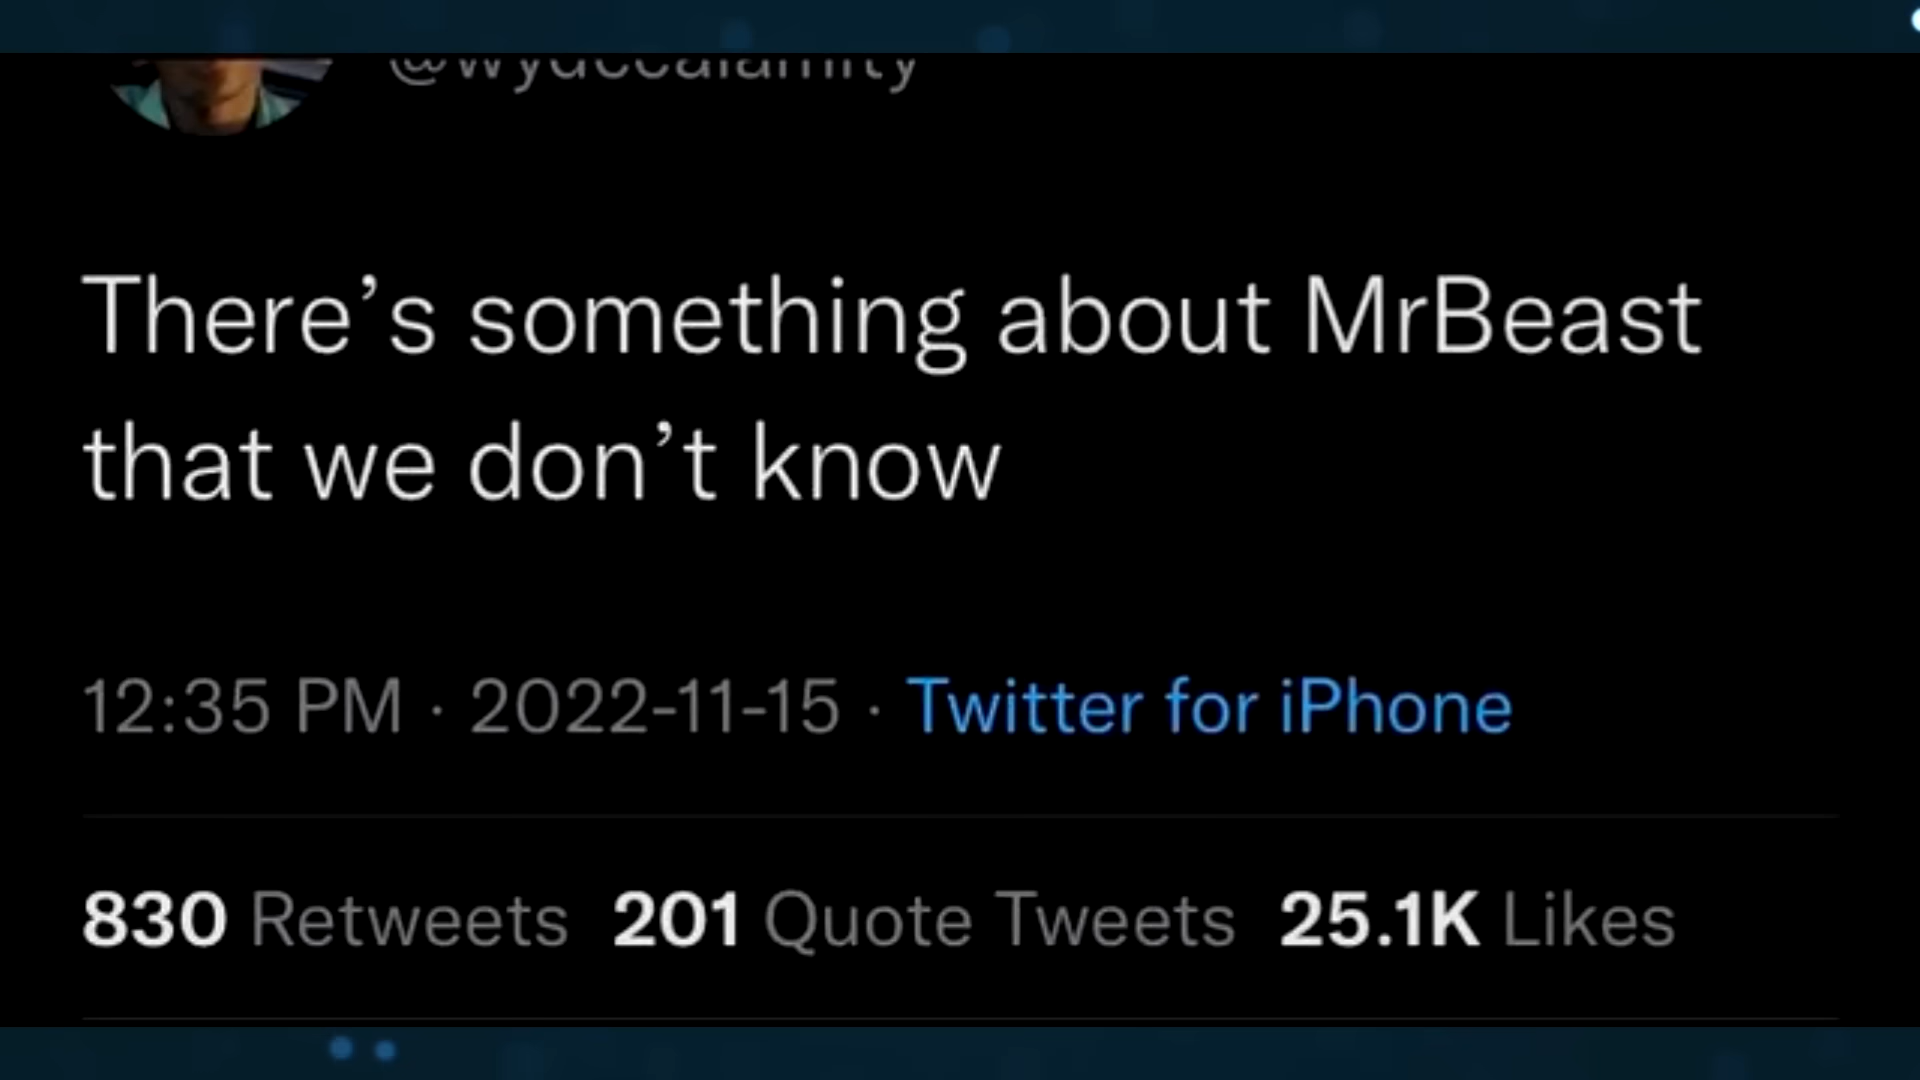 There’s something about MrBeast
that we don’t know
12:35 PM · 2022-11-15 · Twitter for iPhone
830 Retweets 201 Quote Tweets 25.1K Likes